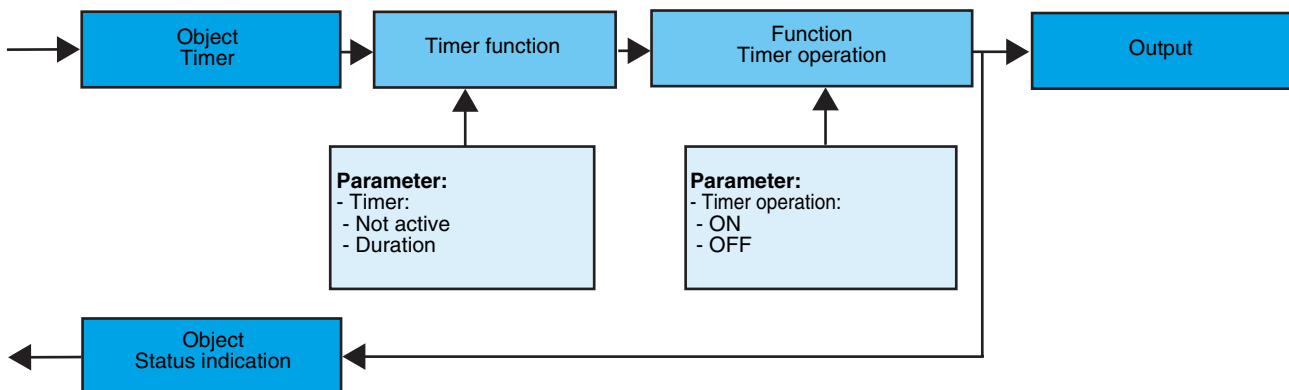 Object
Timer
Timer function
Function
Timer operation
Output
Parameter:
- Timer:
- Not active
- Duration
Parameter:
- Timer operation:
- ON
- OFF
Object
Status indication